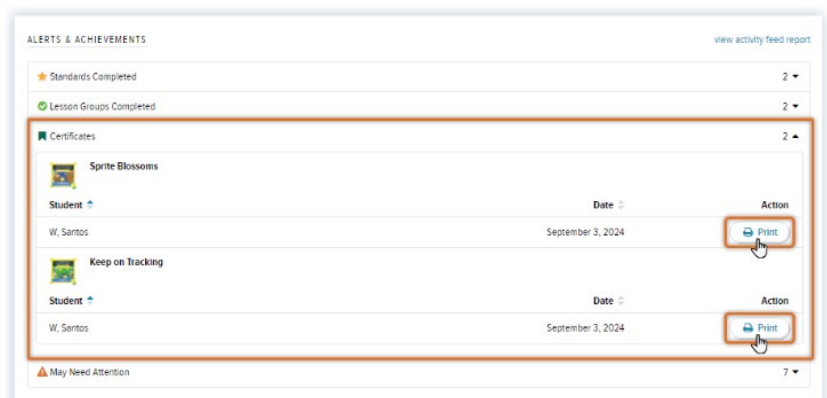 ALERTS & ACHIEVEMENTS view activity feed report
Standards Completed 2
Lesson Groups Completed 2
Certificates 2
Sprite Blossoms
Student Date Action
W, Santos September 3, 2024 Print
Keep on Tracking
Student Date Action
W, Santos September 3, 2024 Print
May Need Attention 7